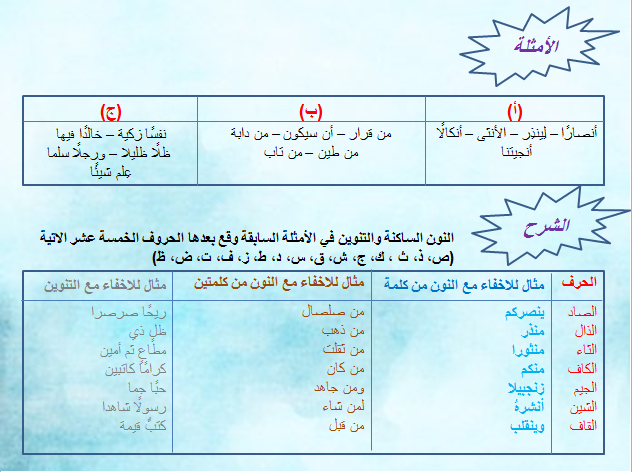 الأمثلة
(أ) (ب) (ج)
أنصارًا – لِينذِر – الأنثى – أنكالًا من قرار – أن سيكون – من دابة نفسًا زكية – خالدًا فيها
أنجيتنا من طين – من تاب ظلًا ظليلا – ورجلًا سلما
عِلم شيئًا
الشرح
النون الساكنة والتنوين في الأمثلة السابقة وقع بعدها الحروف الخمسة عشر الاتية
(ص، ذ، ث ، ك، ج، ش، ق، س، د، ط، ز، ف، ت، ض، ظ)
الحرف مثال للاخفاء مع النون من كلمة مثال للاخفاء مع النون من كلمتين مثال للاخفاء مع التنوين
الصاد ينصركم من صلصال ريحًا صرصرا
الذال منذر من ذهب ظل ذي
الثاء منثورا من ثقلت مطاعٍ ثم أمين
الكاف منكم من كان كرامًا كاتبين
الجيم زنجبيلا ومن جاهد حبًا جما
الشين أنشرهُ لمن شاء رسولًا شاهدا
القاف وينقلب من قبل كتبٌ قيمة